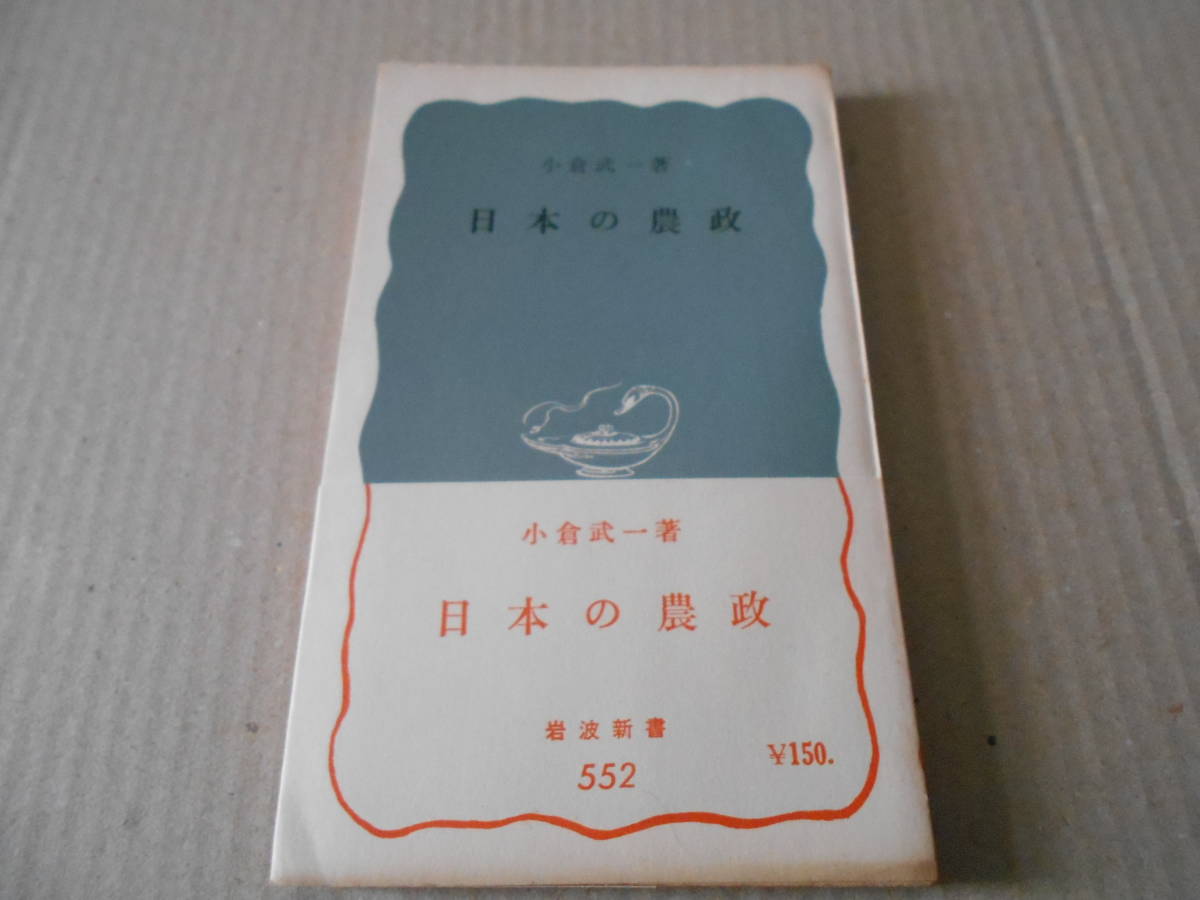 小倉武一著
日本の農政
小倉武一著
日本の農政
岩波新書
552
¥150.